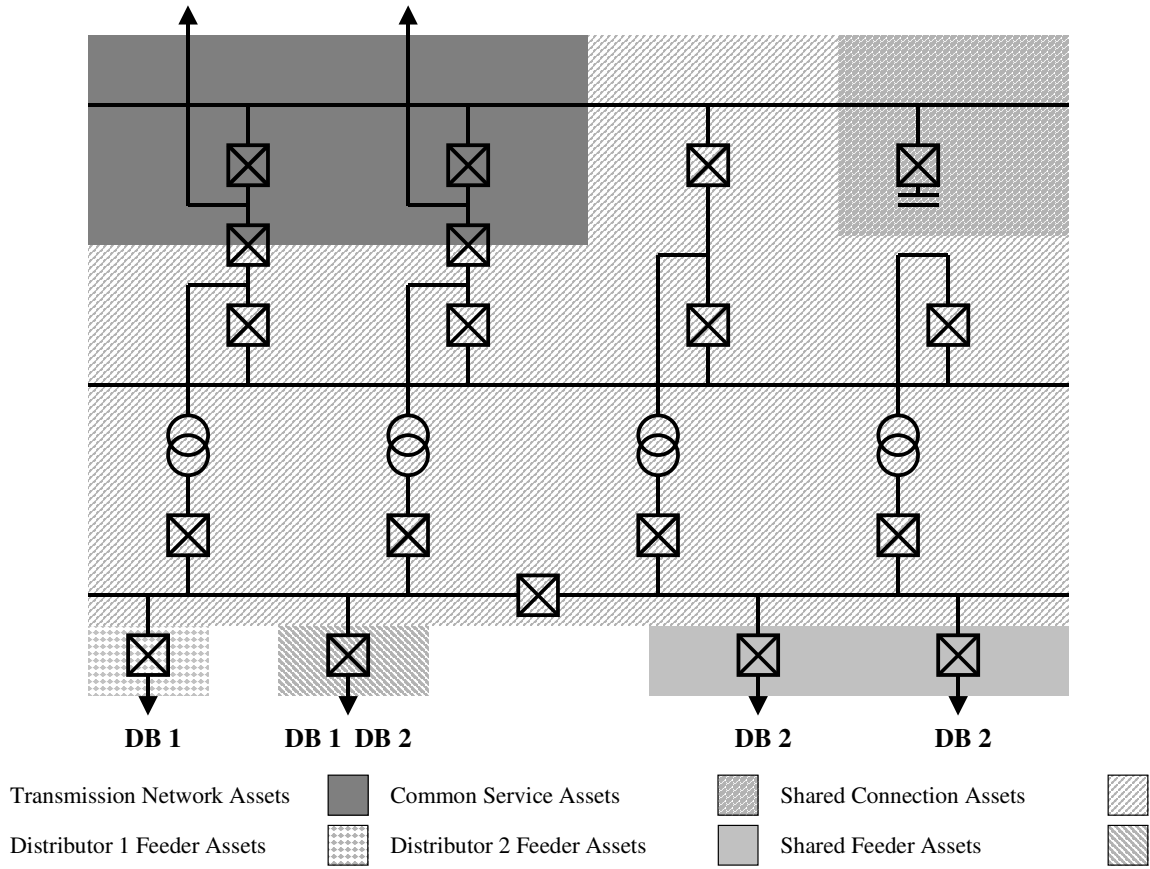 DB 1 DB 1 DB 2 DB 2 DB 2
Transmission Network Assets Common Service Assets Shared Connection Assets
Distributor 1 Feeder Assets Distributor 2 Feeder Assets Shared Feeder Assets